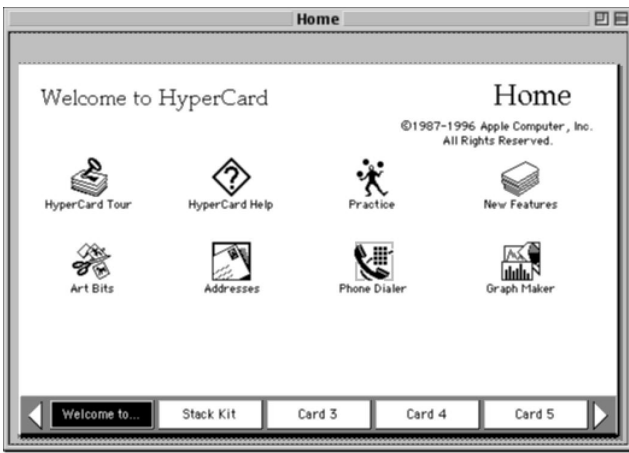 Home
Welcome to HyperCard
Home
©1987-1996 Apple Computer, Inc.
All Rights Reserved.
HyperCard Tour
HyperCard Help
Practice
New Features
Art Bits
Addresses
Phone Dialer
Graph Maker
Welcome to...
Stack Kit
Card 3
Card 4
Card 5